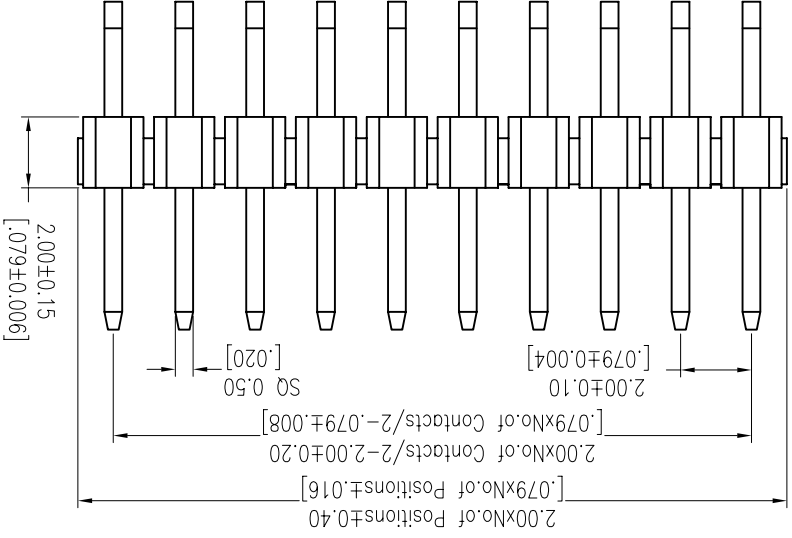 2.00xNo.of Positions±0.40
[.079xNo.of Positions±.016]
2.00xNo.of Contacts/2-2.00±0.20
[.079xNo.of Contacts/2-.079±.008]
2.00±0.10
[.079±0.004]
SQ 0.50
[.020]
2.00±0.15
[.079±0.006]